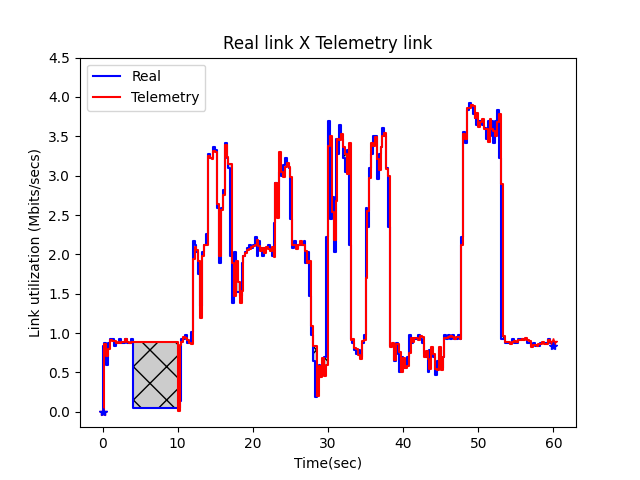 Real link X Telemetry link
Real
Telemetry
Link utilization (Mbits/secs)
4.5
4.0
3.5
3.0
2.5
2.0
1.5
1.0
0.5
0.0
0 10 20 30 40 50 60
Time(sec)